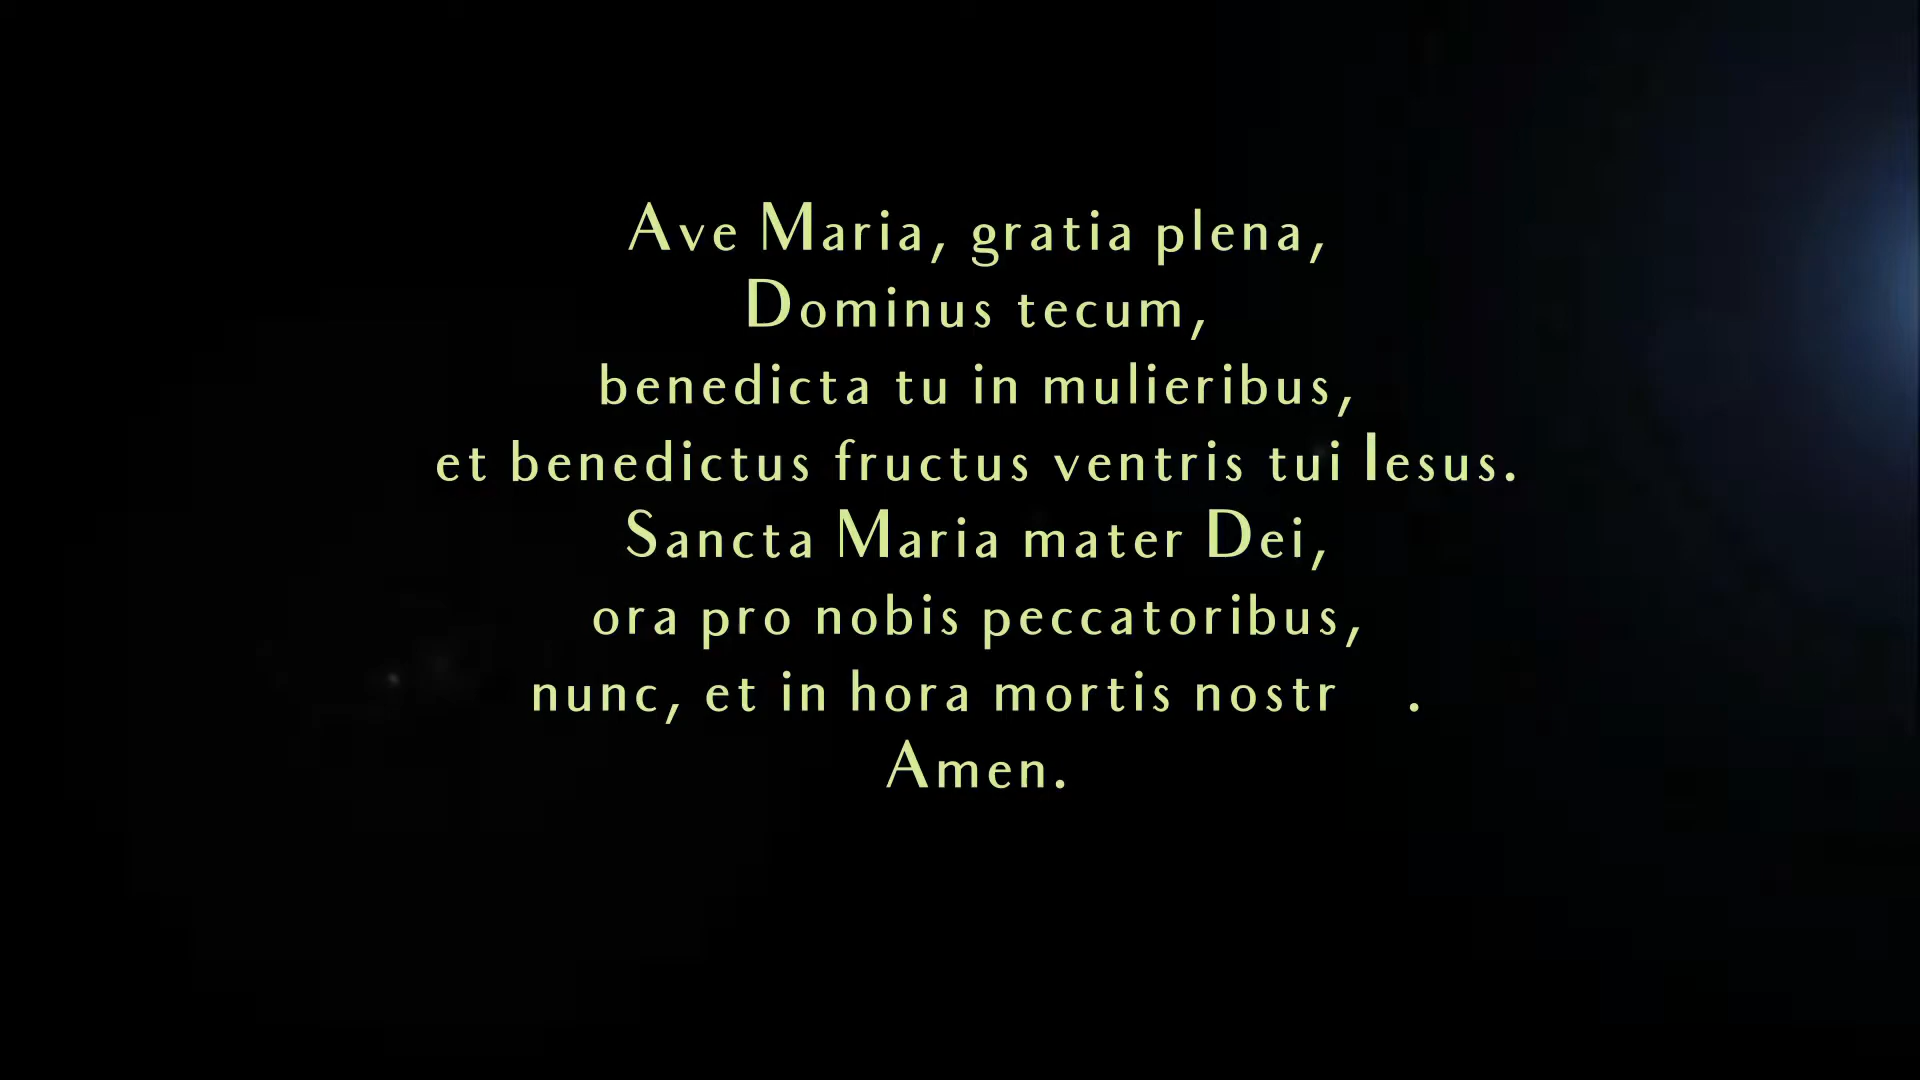 Ave Maria, gratia plena,
Dominus tecum,
benedicta tu in mulieribus,
et benedictus fructus ventris tui Iesus.
Sancta Maria mater Dei,
ora pro nobis peccatoribus,
nunc, et in hora mortis nostr .
Amen.